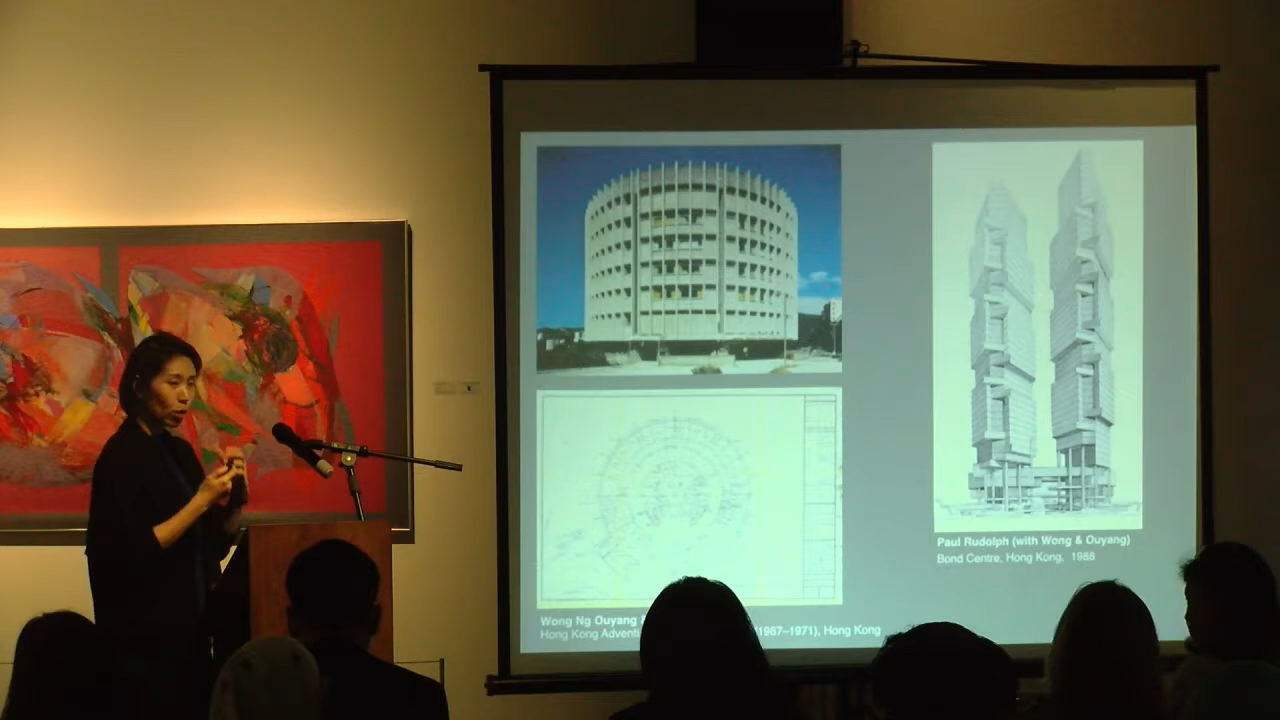 Wong Ng Ouyang
Hong Kong
1967–1971), Hong Kong
Paul Rudolph (with Wong & Ouyang)
Bond Centre, Hong Kong, 1988